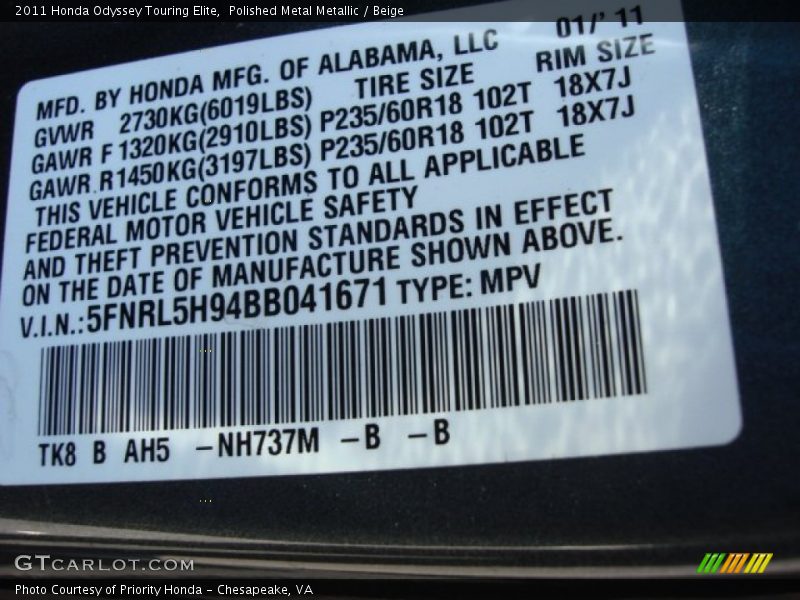 2011 Honda Odyssey Touring Elite, Polished Metal Metallic / Beige
MFD. BY HONDA MFG. OF ALABAMA, LLC 01/' 11
GVWR 2730KG(6019LBS) TIRE SIZE RIM SIZE
GAWR F 1320KG(2910LBS) P235/60R18 102T 18X7J
GAWR R1450KG(3197LBS) P235/60R18 102T 18X7J
THIS VEHICLE CONFORMS TO ALL APPLICABLE
FEDERAL MOTOR VEHICLE SAFETY
AND THEFT PREVENTION STANDARDS IN EFFECT
ON THE DATE OF MANUFACTURE SHOWN ABOVE.
V.I.N.:5FNRL5H94BB041671 TYPE: MPV
TK8 B AH5 -NH737M -B -B
GTCARLOT.COM
Photo Courtesy of Priority Honda - Chesapeake, VA